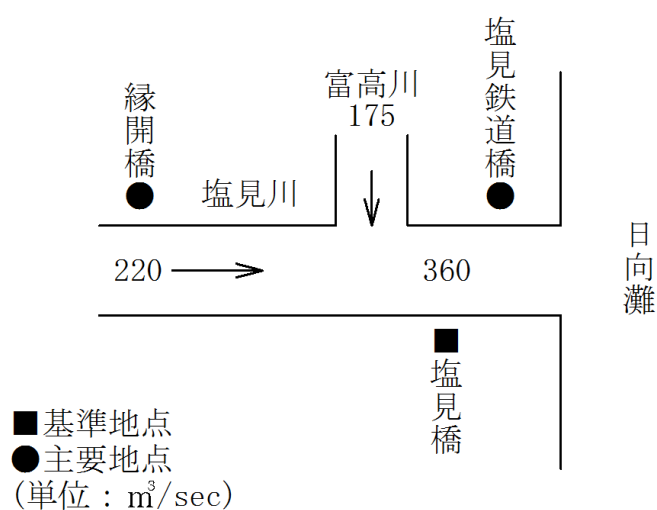 縁開橋
塩見川
富高川
175
塩見鉄道橋
220
360
日向灘
塩見橋
■基準地点
●主要地点
(単位：㎥/sec)